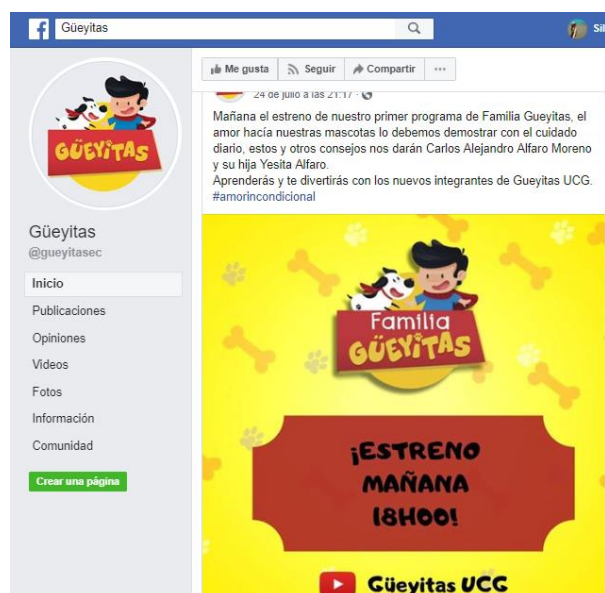 Güeyitas
Sil
GÜEYITAS
Me gusta
Seguir
Compartir
24 de julio a las 21:17
Mañana el estreno de nuestro primer programa de Familia Gueyitas, el
amor hacía nuestras mascotas lo debemos demostrar con el cuidado
diario, estos y otros consejos nos darán Carlos Alejandro Alfaro Moreno
y su hija Yesita Alfaro.
Aprenderás y te divertirás con los nuevos integrantes de Gueyitas UCG.
#amorincondicional
Güeyitas
@gueyitasec
Inicio
Publicaciones
Opiniones
Videos
Fotos
Información
Comunidad
Crear una página
Familia
GÜEYITAS
¡ESTRENO
MAÑANA
18H00!
Güeyitas UCG